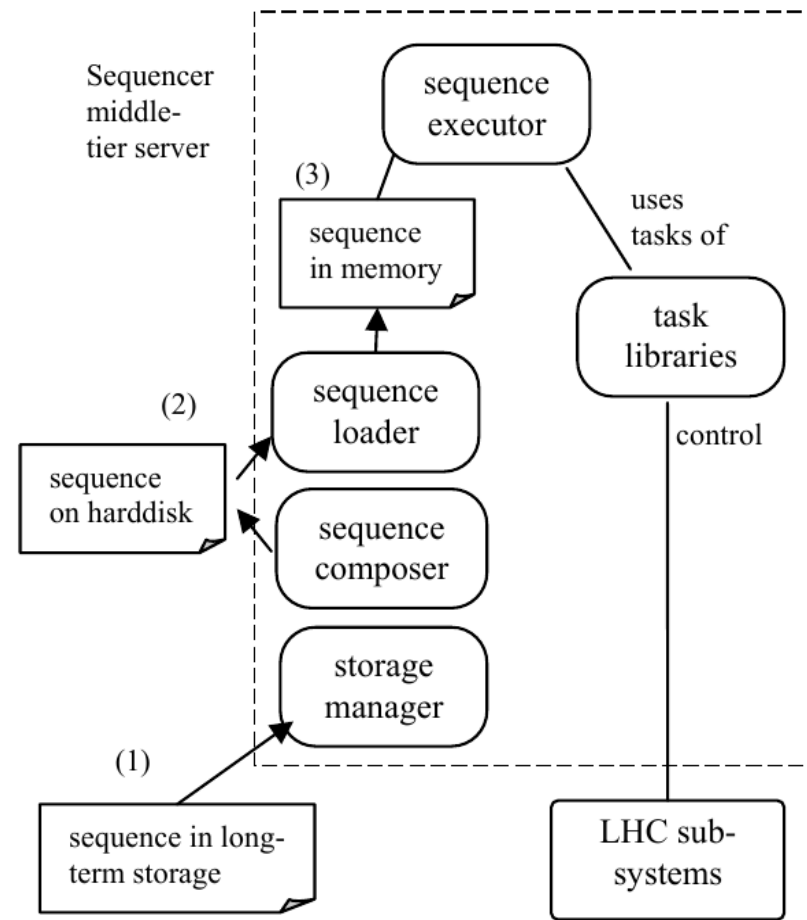 Sequencer
middle-
tier server
sequence
executor
(3)
uses
tasks of
sequence
in memory
task
libraries
sequence
loader
(2)
control
sequence
on harddisk
sequence
composer
storage
manager
(1)
sequence in long-
term storage
LHC sub-
systems